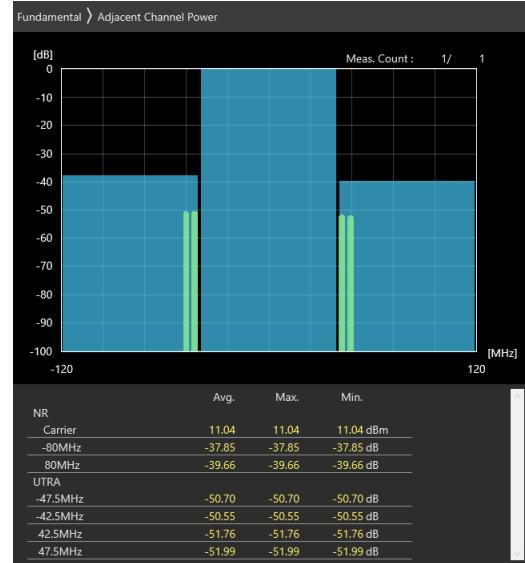 Fundamental 〉 Adjacent Channel Power
[dB]
Meas. Count : 1/ 1
0
-10
-20
-30
-40
-50
-60
-70
-80
-90
-100
[MHz]
-120 120
Avg. Max. Min.
NR
Carrier 11.04 11.04 11.04 dBm
-80MHz -37.85 -37.85 -37.85 dB
80MHz -39.66 -39.66 -39.66 dB
UTRA
-47.5MHz -50.70 -50.70 -50.70 dB
-42.5MHz -50.55 -50.55 -50.55 dB
42.5MHz -51.76 -51.76 -51.76 dB
47.5MHz -51.99 -51.99 -51.99 dB